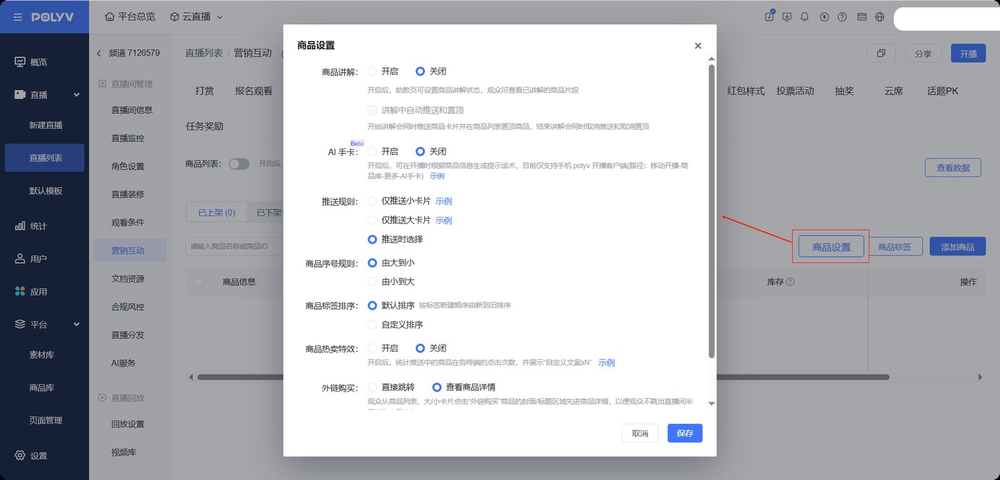 POLYV
平台总览
云直播
概览
直播
新建直播
直播列表
默认模板
统计
用户
应用
平台
素材库
商品库
页面管理
设置
频道 7126579
直播间管理
直播间信息
直播监控
角色设置
直播装修
观看条件
营销互动
文档资源
合规风控
直播分发
AI服务
直播回放
回放设置
视频库
直播列表 / 营销互动
分享
开播
打赏
报名观看
红包样式
投票活动
抽奖
云席
话题PK
任务奖励
商品列表：
开启后,
查看数据
已上架 (0)
已下架
请输入商品名称或商品ID
商品设置
商品标签
添加商品
商品信息
库存
操作
商品设置
商品讲解： 开启 关闭
开启后，助教页可设置商品讲解状态，观众可查看已讲解的商品片段
讲解中自动推送和置顶
开始讲解会同时推送商品卡片并在商品列表置顶商品，结束讲解会同时取消推送和取消置顶
Beta
AI 手卡： 开启 关闭
开启后，可在开播时根据商品信息生成提示话术，目前仅支持手机 polyv 开播客户端(路径：移动开播-商
品库-更多-AI手卡) 示例
推送规则： 仅推送小卡片 示例
仅推送大卡片 示例
推送时选择
商品序号规则： 由大到小
由小到大
商品标签排序： 默认排序 按标签新建顺序由新到旧排序
自定义排序
商品热卖特效： 开启 关闭
开启后，统计推送中的商品在各终端的点击次数，并展示“自定义文案xN” 示例
外链购买： 直接跳转 查看商品详情
观众从商品列表、大/小卡片点击“外链购买”商品的封面/标题区域先进商品详情，以便观众不跳出直播间半
取消
保存